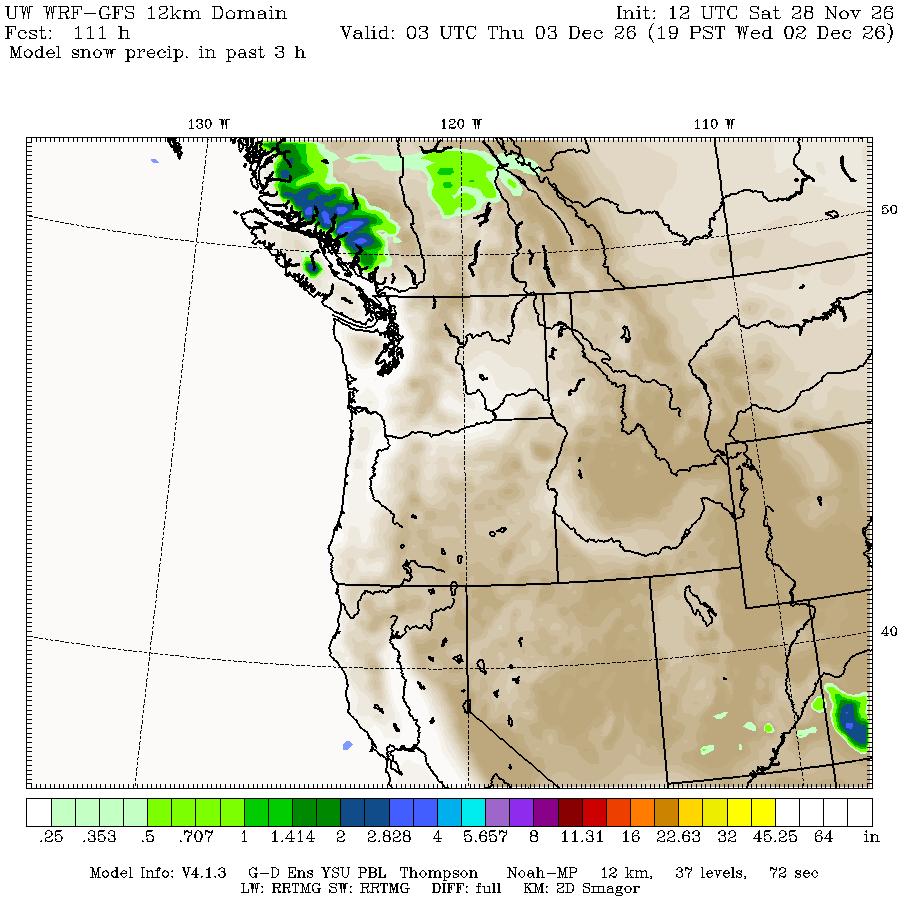 UW WRF-GFS 12km Domain Init: 12 UTC Sat 28 Nov 26
Fcst: 111 h Valid: 03 UTC Thu 03 Dec 26 (19 PST Wed 02 Dec 26)
Model snow precip. in past 3 h
130 W 120 W 110 W
50
40
.25 .353 .5 .707 1 1.414 2 2.828 4 5.657 8 11.31 16 22.63 32 45.25 64 in
Model Info: V4.1.3 G-D Ens YSU PBL Thompson Noah-MP 12 km, 37 levels, 72 sec
LW: RRTMG SW: RRTMG DIFF: full KM: 2D Smagor